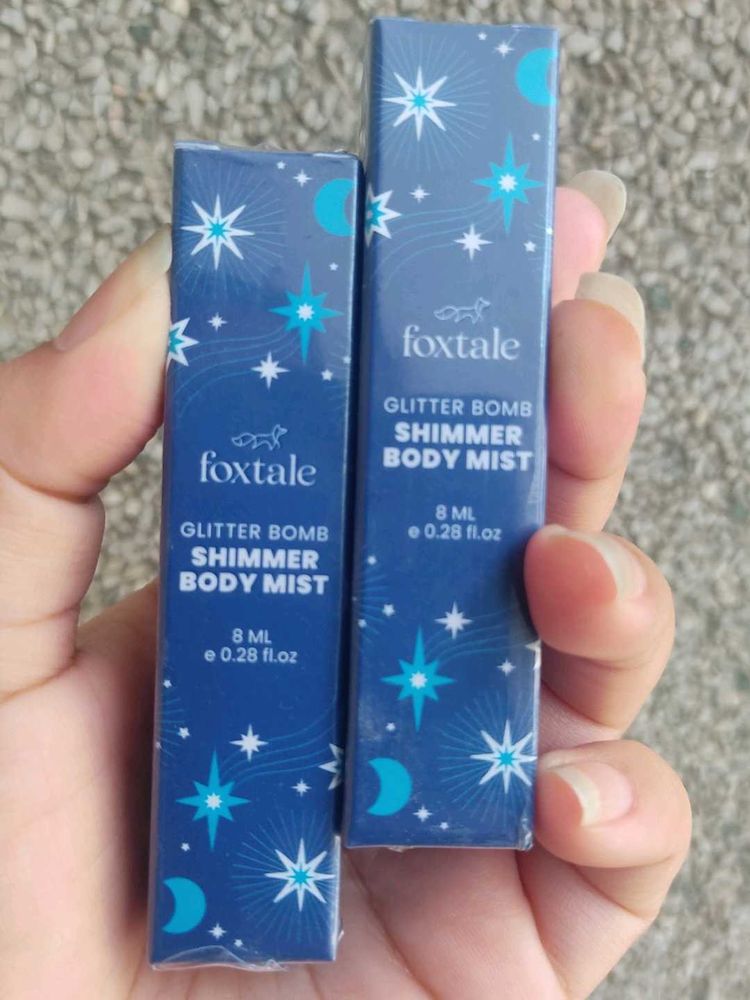 foxtale
GLITTER BOMB
SHIMMER
BODY MIST
8 ML
e 0.28 fl.oz
foxtale
GLITTER BOMB
SHIMMER
BODY MIST
8 ML
e 0.28 fl.oz